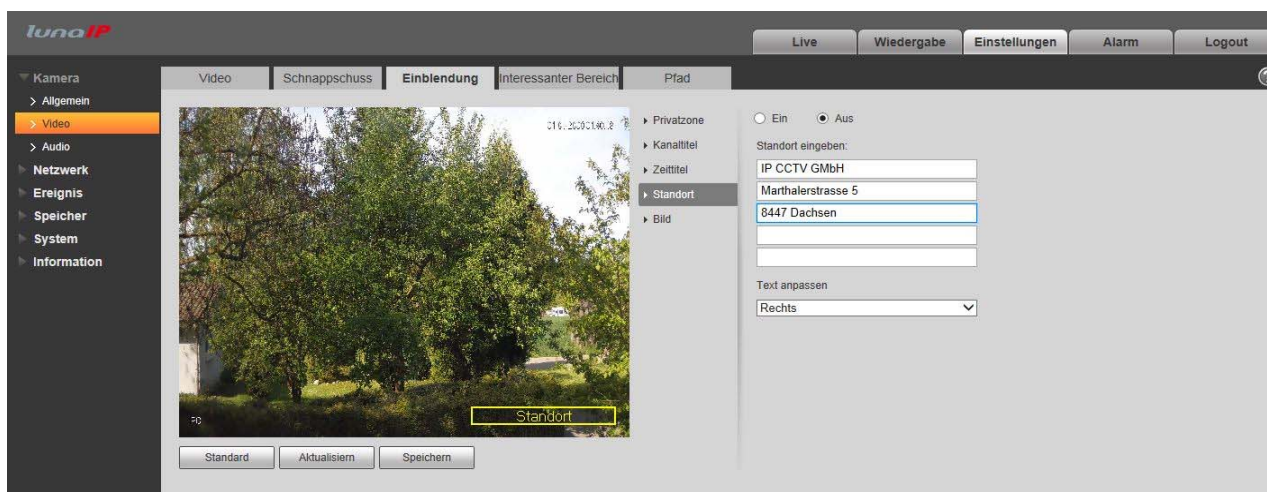 lunaIP
Live
Wiedergabe
Einstellungen
Alarm
Logout
Kamera
> Allgemein
> Video
> Audio
Netzwerk
Ereignis
Speicher
System
Information
Video
Schnappschuss
Einblendung
Interessanter Bereich
Pfad
Standort
Standard
Aktualisiern
Speichern
Privatzone
Kanaltitel
Zeittitel
Standort
Bild
Ein
Aus
Standort eingeben:
IP CCTV GMbH
Marthalerstrasse 5
8447 Dachsen
Text anpassen
Rechts